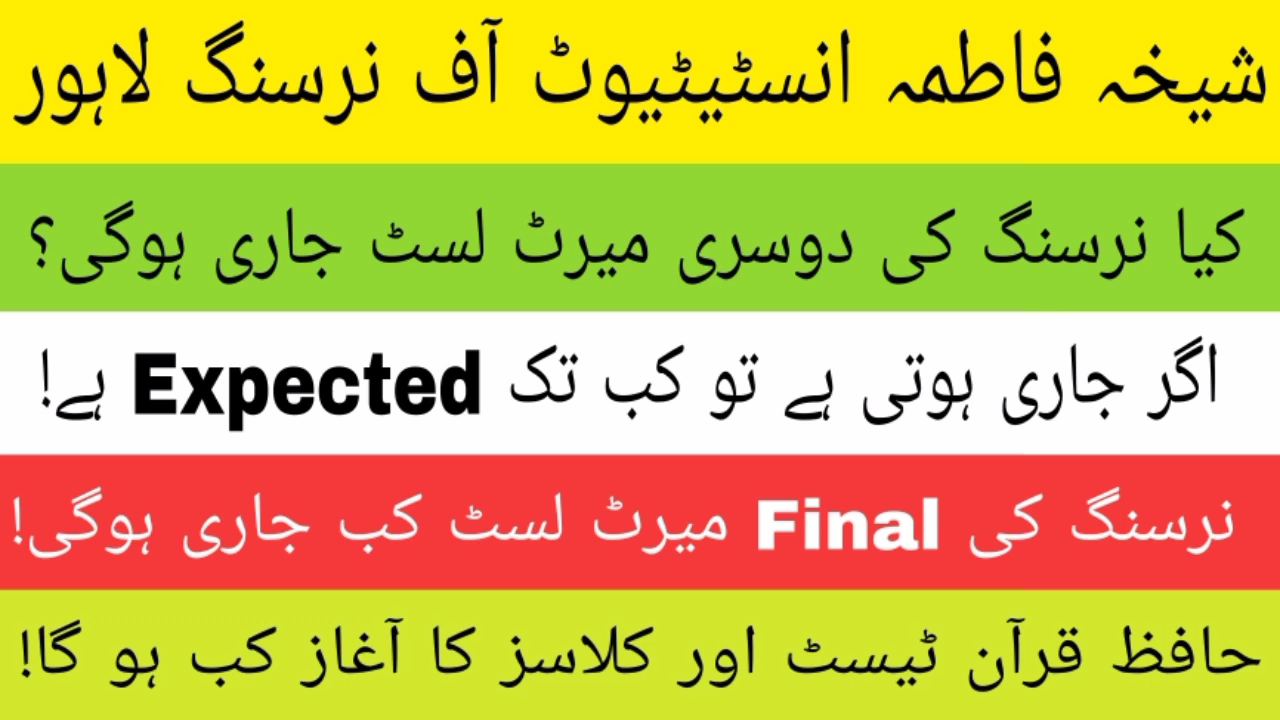 شیخہ فاطمہ انسٹیٹیوٹ آف نرسنگ لاہور
کیا نرسنگ کی دوسری میرٹ لسٹ جاری ہوگی؟
اگر جاری ہوتی ہے تو کب تک Expected ہے!
نرسنگ کی Final میرٹ لسٹ کب جاری ہوگی!
حافظ قرآن ٹیسٹ اور کلاسز کا آغاز کب ہو گا!